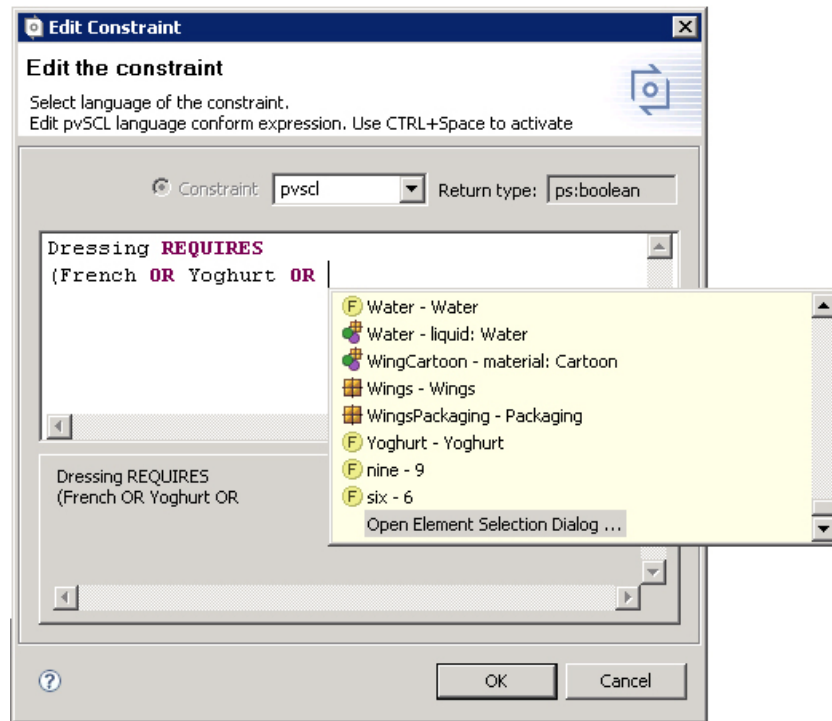 Edit Constraint
Edit the constraint
Select language of the constraint.
Edit pvSCL language conform expression. Use CTRL+Space to activate
Constraint pvscl Return type: ps:boolean
Dressing REQUIRES
(French OR Yoghurt OR
F Water - Water
Water - liquid: Water
WingCartoon - material: Cartoon
Wings - Wings
WingsPackaging - Packaging
F Yoghurt - Yoghurt
F nine - 9
F six - 6
Open Element Selection Dialog ...
Dressing REQUIRES
(French OR Yoghurt OR
? OK Cancel